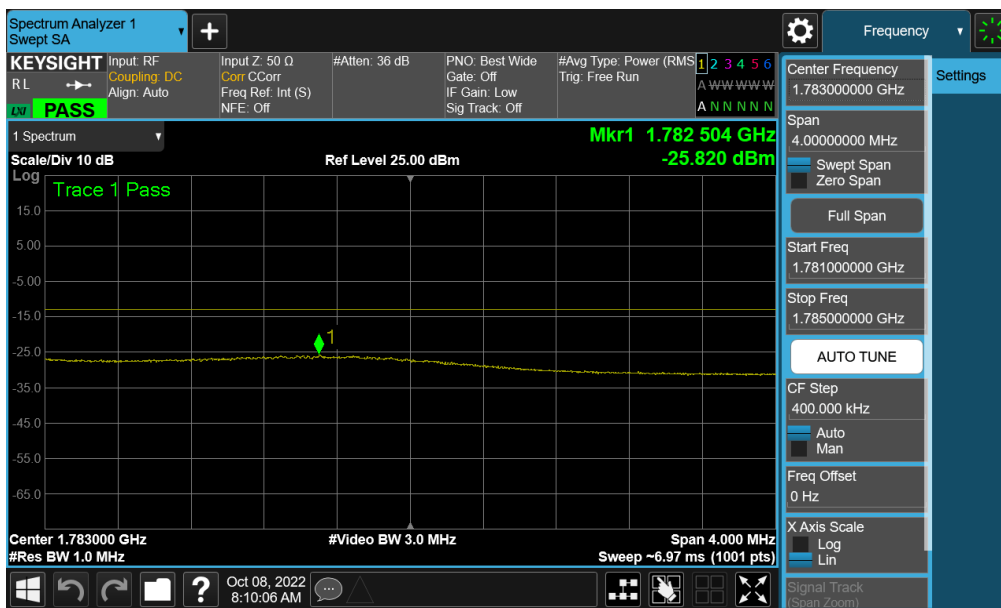 Spectrum Analyzer 1
Swept SA
Frequency
KEYSIGHT
R L
LXI PASS
Input: RF
Coupling: DC
Align: Auto
Input Z: 50 Ω
Corr CCorr
Freq Ref: Int (S)
NFE: Off
#Atten: 36 dB
PNO: Best Wide
Gate: Off
IF Gain: Low
Sig Track: Off
#Avg Type: Power (RMS
Trig: Free Run
1 2 3 4 5 6
A W W W W W
A N N N N N
1 Spectrum
Scale/Div 10 dB
Log
Ref Level 25.00 dBm
Mkr1 1.782 504 GHz
-25.820 dBm
Trace 1 Pass
15.0
5.00
-5.00
-15.0
-25.0
-35.0
-45.0
-55.0
-65.0
1
Center 1.783000 GHz
#Res BW 1.0 MHz
#Video BW 3.0 MHz
Span 4.000 MHz
Sweep ~6.97 ms (1001 pts)
?
Oct 08, 2022
8:10:06 AM
Center Frequency
1.783000000 GHz
Span
4.00000000 MHz
Swept Span
Zero Span
Full Span
Start Freq
1.781000000 GHz
Stop Freq
1.785000000 GHz
AUTO TUNE
CF Step
400.000 kHz
Auto
Man
Freq Offset
0 Hz
X Axis Scale
Log
Lin
Signal Track
(Span Zoom)
Settings